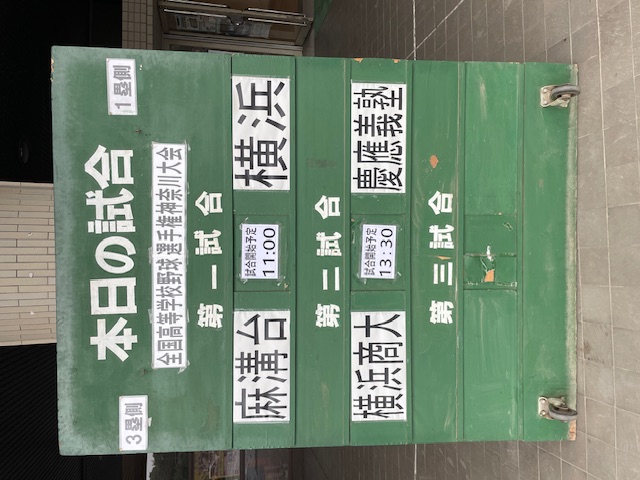 本日の試合
3塁側 1塁側
全国高等学校野球選手権神奈川大会
第一試合
麻溝台 試合開始予定 11:00 横浜
第二試合
横浜商大 試合開始予定 13:30 慶應義塾
第三試合